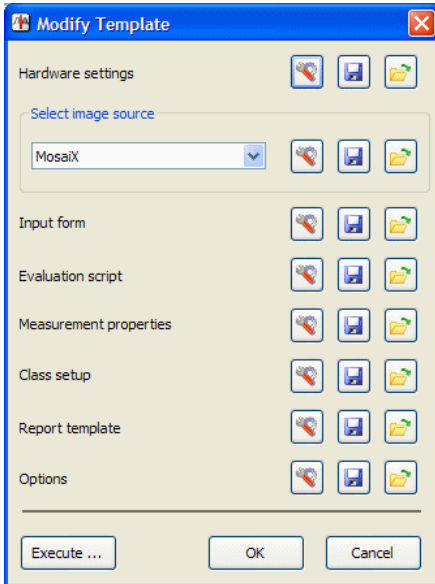 Modify Template
Hardware settings
Select image source
MosaiX
Input form
Evaluation script
Measurement properties
Class setup
Report template
Options
Execute ... OK Cancel